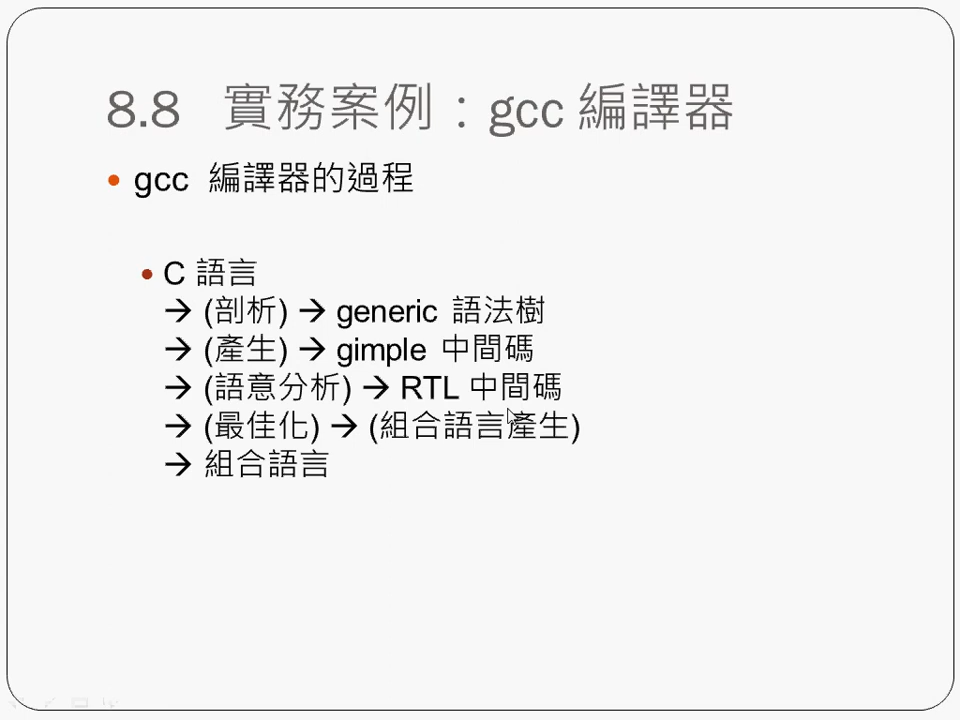 8.8 實務案例：gcc 編譯器
• gcc 編譯器的過程
• C 語言
→ (剖析) → generic 語法樹
→ (產生) → gimple 中間碼
→ (語意分析) → RTL 中間碼
→ (最佳化) → (組合語言產生)
→ 組合語言